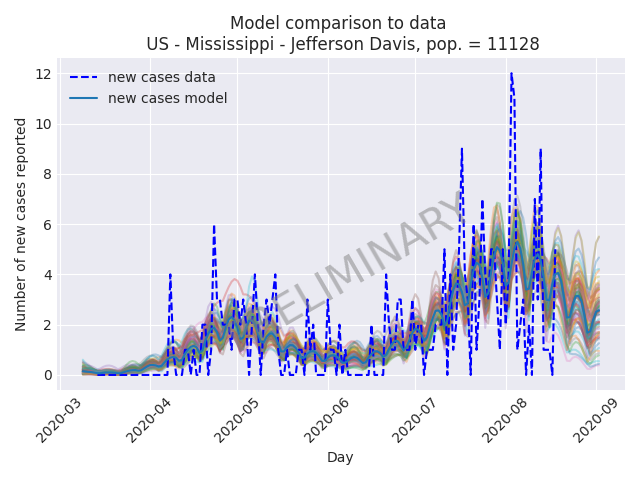 Model comparison to data
US - Mississippi - Jefferson Davis, pop. = 11128
new cases data
new cases model
PRELIMINARY
Number of new cases reported
12
10
8
6
4
2
0
2020-03
2020-04
2020-05
2020-06
2020-07
2020-08
2020-09
Day